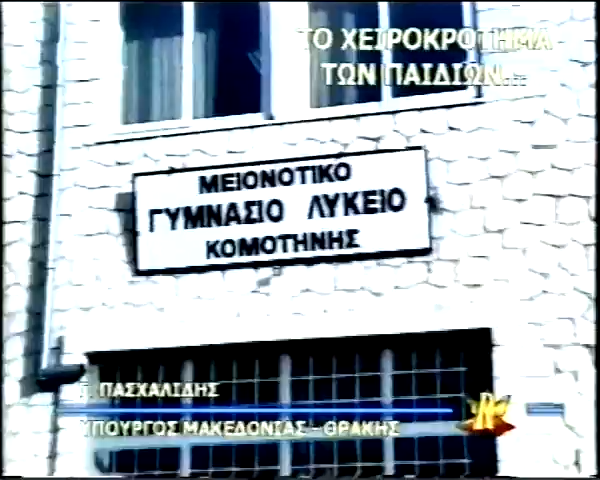 ΤΟ ΧΕΙΡΟΚΡΟΤΗΜΑ
ΤΩΝ ΠΑΙΔΙΩΝ...
ΜΕΙΟΝΟΤΙΚΟ
ΓΥΜΝΑΣΙΟ ΛΥΚΕΙΟ
ΚΟΜΟΤΗΝΗΣ
ΠΑΣΧΑΛΙΔΗΣ
ΥΠΟΥΡΓΟΣ ΜΑΚΕΔΟΝΙΑΣ - ΘΡΑΚΗΣ